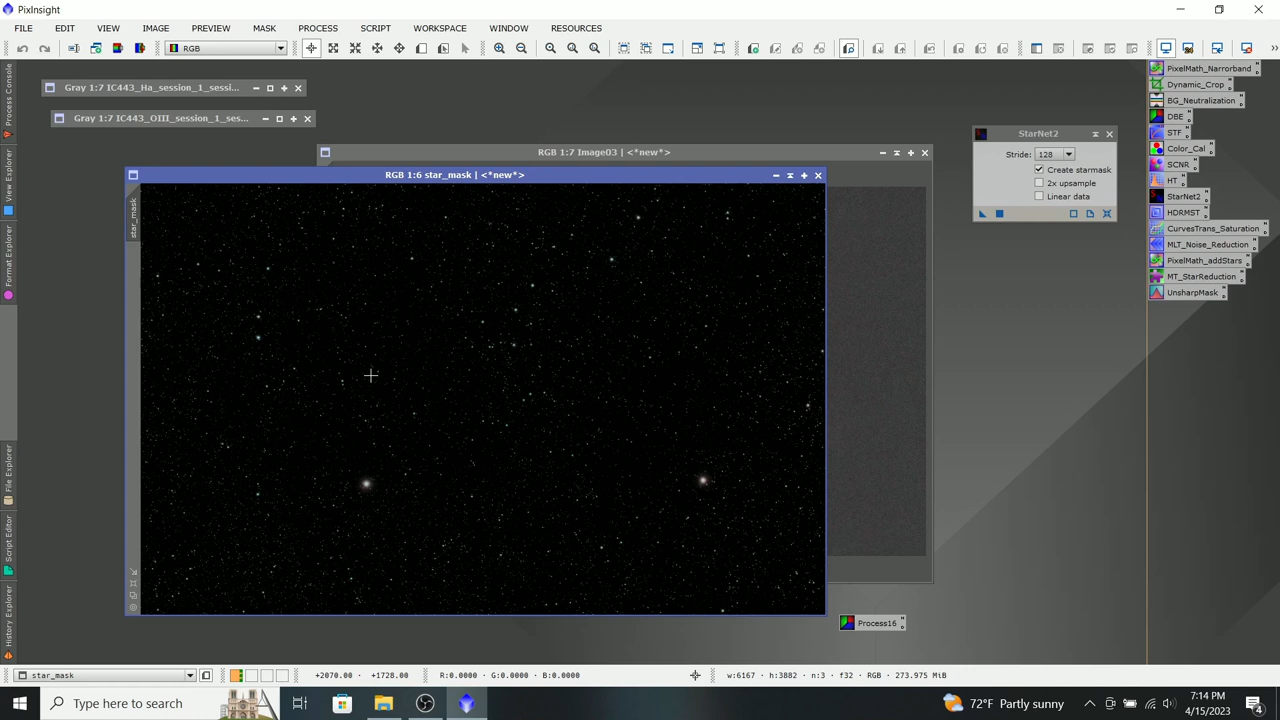 PixInsight
FILE EDIT VIEW IMAGE PREVIEW MASK PROCESS SCRIPT WORKSPACE WINDOW RESOURCES
RGB
Process Console
View Explorer
Format Explorer
File Explorer
Script Editor
History Explorer
Gray 1:7 IC443_Ha_session_1_sessi...
Gray 1:7 IC443_OIII_session_1_ses...
RGB 1:7 Image03 | <*new*>
RGB 1:6 star_mask | <*new*>
star_mask
StarNet2
Stride: 128
Create starmask
2x upsample
Linear data
PixelMath_Narrorband
Dynamic_Crop
BG_Neutralization
DBE
STF
Color_Cal
SCNR
HT
StarNet2
HDRMST
CurvesTrans_Saturation
MLT_Noise_Reduction
PixelMath_addStars
MT_StarReduction
UnsharpMask
Process16
star_mask
+2070.00 +1728.00
R:0.0000 · G:0.0000 · B:0.0000
w:6167 · h:3882 · n:3 · f32 · RGB · 273.975 MiB
Type here to search
72°F Partly sunny
7:14 PM
4/15/2023
4